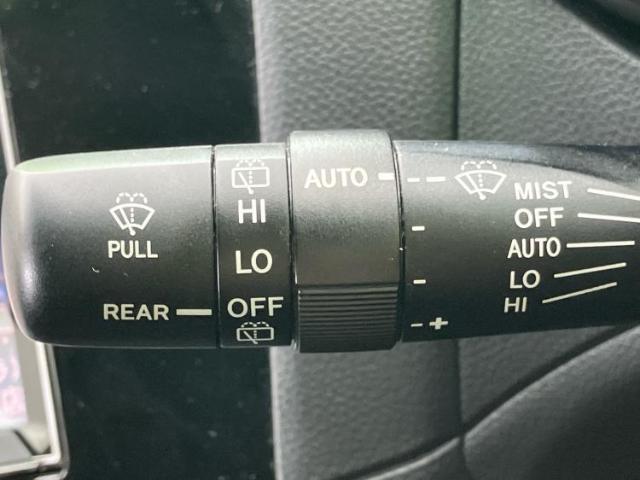 PULL
REAR
HI
LO
OFF
AUTO
--
-
-
-+
MIST
OFF
AUTO
LO
HI